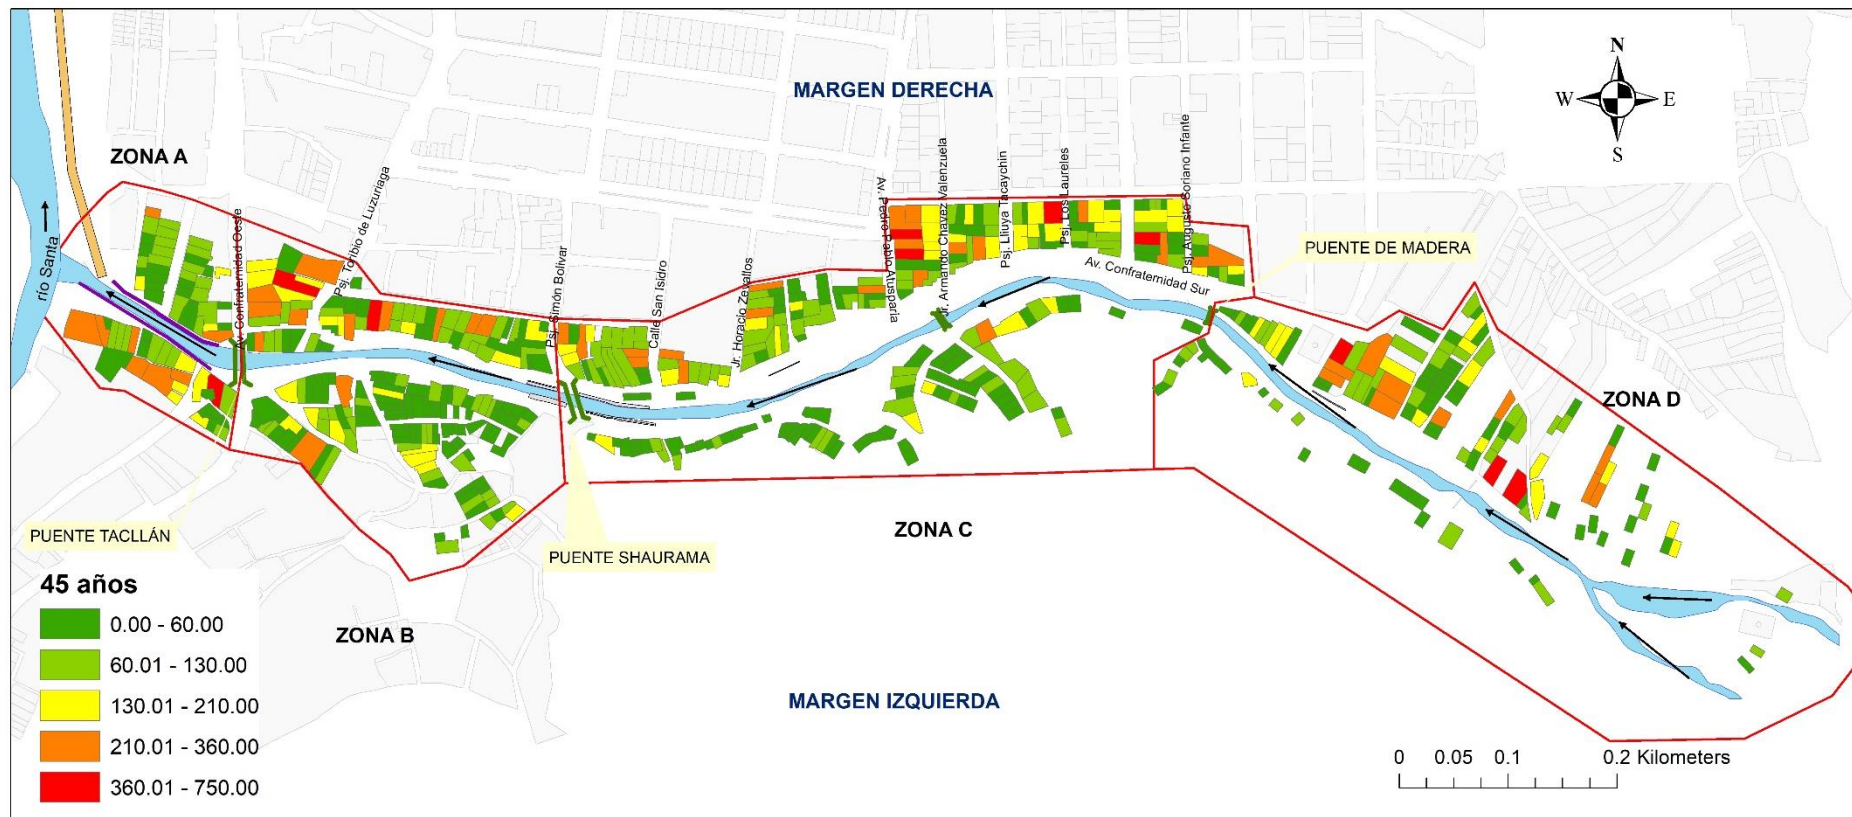 MARGEN DERECHA
N
W
E
S
ZONA A
río Santa
Av Confraternidad Oeste
Psj. Toribio de Luzuriaga
Psj. Simón Bolivar
Calle San Isidro
Jr. Horacio Zevallos
Av. Pedro Pablo Atusparia
Jr. Armando Chavez Valenzuela
Psj. Lliuya Tacaychin
Psj. Los Laureles
Psj. Augusto Soriano Infante
Av. Confraternidad Sur
PUENTE DE MADERA
ZONA D
PUENTE TACLLÁN
PUENTE SHAURAMA
ZONA C
ZONA B
MARGEN IZQUIERDA
45 años
0.00 - 60.00
60.01 - 130.00
130.01 - 210.00
210.01 - 360.00
360.01 - 750.00
0 0.05 0.1 0.2 Kilometers